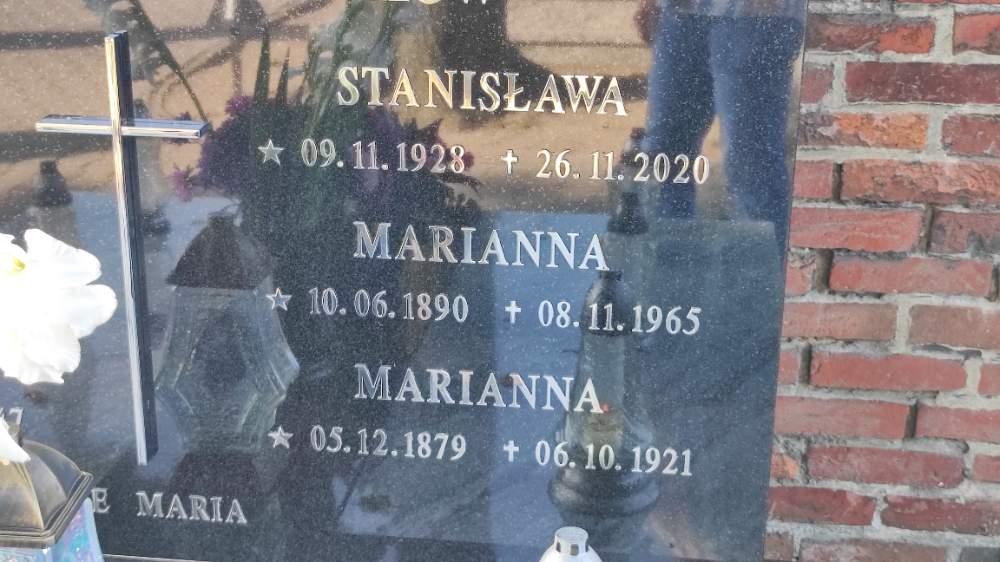 STANISŁAWA
★ 09.11.1928 ✝ 26.11.2020
MARIANNA
★ 10.06.1890 ✝ 08.11.1965
MARIANNA
★ 05.12.1879 ✝ 06.10.1921
MARIA